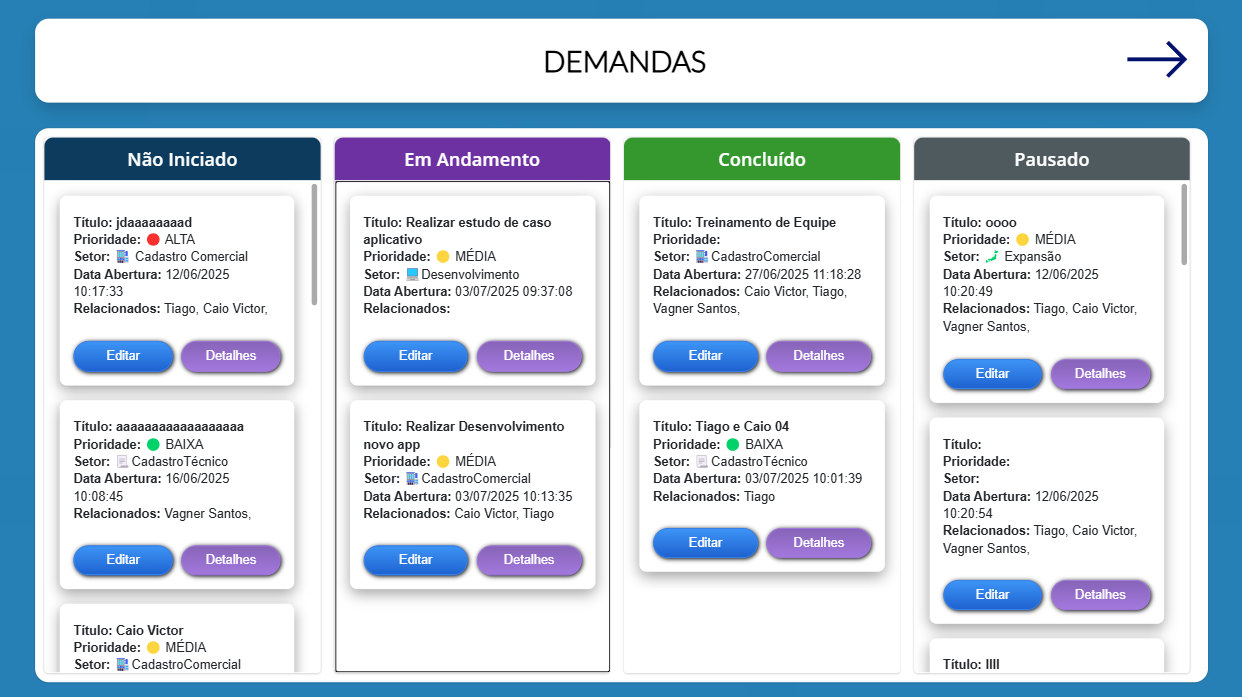 DEMANDAS
Não Iniciado
Título: jdaaaaaaaad
Prioridade: 🔴 ALTA
Setor: Cadastro Comercial
Data Abertura: 12/06/2025
10:17:33
Relacionados: Tiago, Caio Victor,
Editar Detalhes
Título: aaaaaaaaaaaaaaaaaa
Prioridade: 🟢 BAIXA
Setor: CadastroTécnico
Data Abertura: 16/06/2025
10:08:45
Relacionados: Vagner Santos,
Editar Detalhes
Título: Caio Victor
Prioridade: 🟡 MÉDIA
Setor: CadastroComercial
Em Andamento
Título: Realizar estudo de caso
aplicativo
Prioridade: 🟡 MÉDIA
Setor: Desenvolvimento
Data Abertura: 03/07/2025 09:37:08
Relacionados:
Editar Detalhes
Título: Realizar Desenvolvimento
novo app
Prioridade: 🟡 MÉDIA
Setor: CadastroComercial
Data Abertura: 03/07/2025 10:13:35
Relacionados: Caio Victor, Tiago
Editar Detalhes
Concluído
Título: Treinamento de Equipe
Prioridade:
Setor: CadastroComercial
Data Abertura: 27/06/2025 11:18:28
Relacionados: Caio Victor, Tiago,
Vagner Santos,
Editar Detalhes
Título: Tiago e Caio 04
Prioridade: 🟢 BAIXA
Setor: CadastroTécnico
Data Abertura: 03/07/2025 10:01:39
Relacionados: Tiago
Editar Detalhes
Pausado
Título: oooo
Prioridade: 🟡 MÉDIA
Setor: Expansão
Data Abertura: 12/06/2025
10:20:49
Relacionados: Tiago, Caio Victor,
Vagner Santos,
Editar Detalhes
Título:
Prioridade:
Setor:
Data Abertura: 12/06/2025
10:20:54
Relacionados: Tiago, Caio Victor,
Vagner Santos,
Editar Detalhes
Título: llll